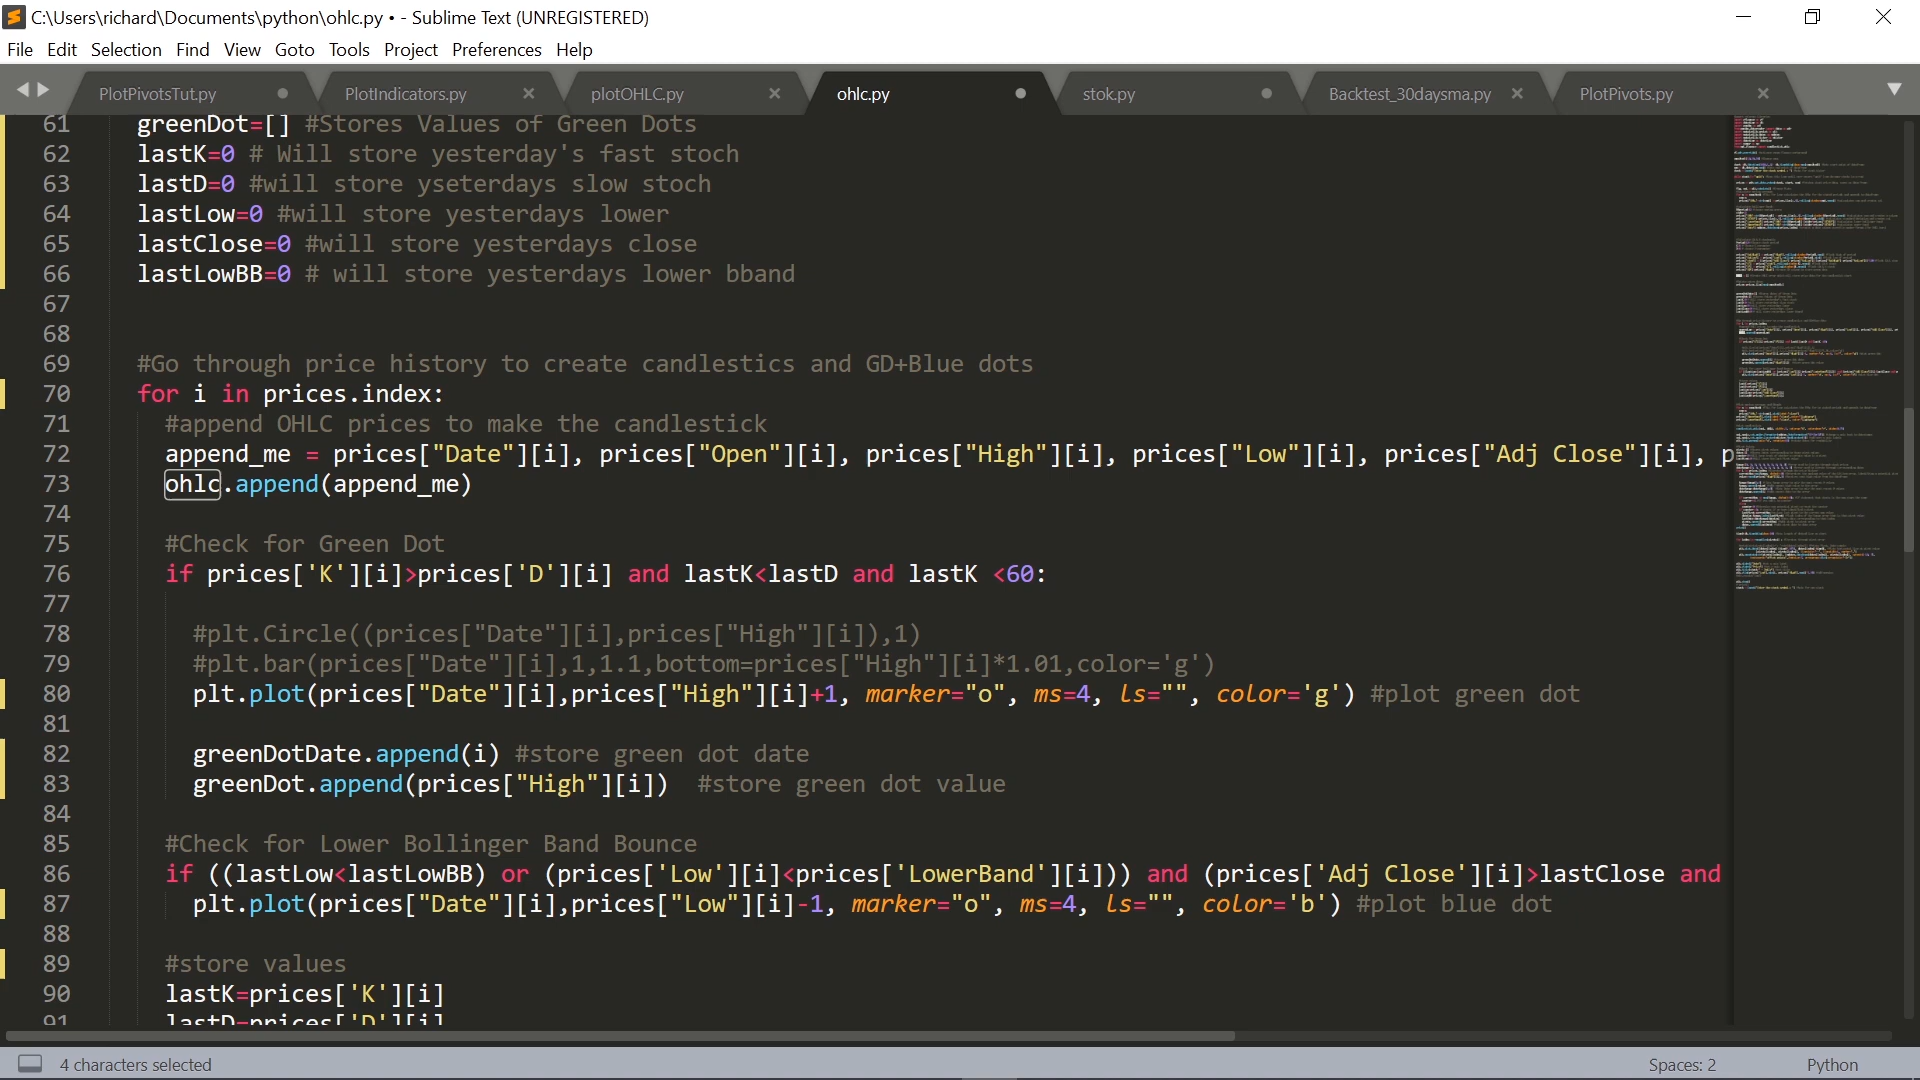 C:\Users\richard\Documents\python\ohlc.py • - Sublime Text (UNREGISTERED)
File Edit Selection Find View Goto Tools Project Preferences Help
PlotPivotsTut.py PlotIndicators.py plotOHLC.py ohlc.py stok.py Backtest_30daysma.py PlotPivots.py
61 greenDot=[] #Stores Values of Green Dots
62 lastK=0 # Will store yesterday's fast stoch
63 lastD=0 #will store yseterdays slow stoch
64 lastLow=0 #will store yesterdays lower
65 lastClose=0 #will store yesterdays close
66 lastLowBB=0 # will store yesterdays lower bband
67
68
69 #Go through price history to create candlestics and GD+Blue dots
70 for i in prices.index:
71 #append OHLC prices to make the candlestick
72 append_me = prices["Date"][i], prices["Open"][i], prices["High"][i], prices["Low"][i], prices["Adj Close"][i], p
73 ohlc.append(append_me)
74
75 #Check for Green Dot
76 if prices['K'][i]>prices['D'][i] and lastK<lastD and lastK <60:
77
78 #plt.Circle((prices["Date"][i],prices["High"][i]),1)
79 #plt.bar(prices["Date"][i],1,1.1,bottom=prices["High"][i]*1.01,color='g')
80 plt.plot(prices["Date"][i],prices["High"][i]+1, marker="o", ms=4, ls="", color='g') #plot green dot
81
82 greenDotDate.append(i) #store green dot date
83 greenDot.append(prices["High"][i]) #store green dot value
84
85 #Check for Lower Bollinger Band Bounce
86 if ((lastLow<lastLowBB) or (prices['Low'][i]<prices['LowerBand'][i])) and (prices['Adj Close'][i]>lastClose and
87 plt.plot(prices["Date"][i],prices["Low"][i]-1, marker="o", ms=4, ls="", color='b') #plot blue dot
88
89 #store values
90 lastK=prices['K'][i]
91 lastD=prices['D'][i]
4 characters selected Spaces: 2 Python